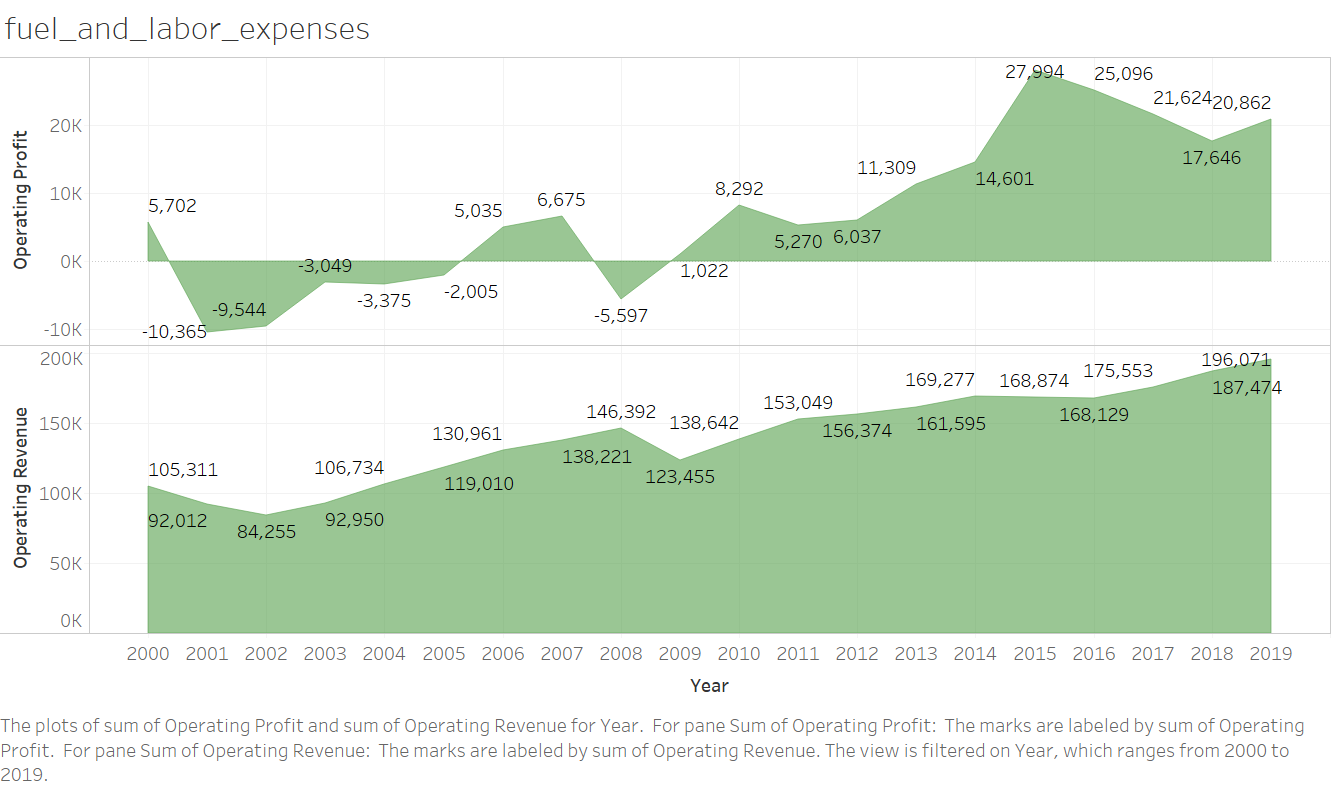 fuel_and_labor_expenses
27,994
25,096
21,624
20,862
20K
17,646
11,309
14,601
10K
8,292
5,702
5,035
6,675
5,270
6,037
0K
-3,049
1,022
-2,005
-3,375
-9,544
-5,597
-10K
-10,365
Operating Profit
200K
196,071
187,474
175,553
169,277
168,874
168,129
161,595
153,049
156,374
150K
146,392
138,642
130,961
138,221
123,455
119,010
105,311
106,734
100K
92,012
84,255
92,950
50K
0K
Operating Revenue
2000 2001 2002 2003 2004 2005 2006 2007 2008 2009 2010 2011 2012 2013 2014 2015 2016 2017 2018 2019
Year
The plots of sum of Operating Profit and sum of Operating Revenue for Year.  For pane Sum of Operating Profit:  The marks are labeled by sum of Operating
Profit.  For pane Sum of Operating Revenue:  The marks are labeled by sum of Operating Revenue. The view is filtered on Year, which ranges from 2000 to
2019.